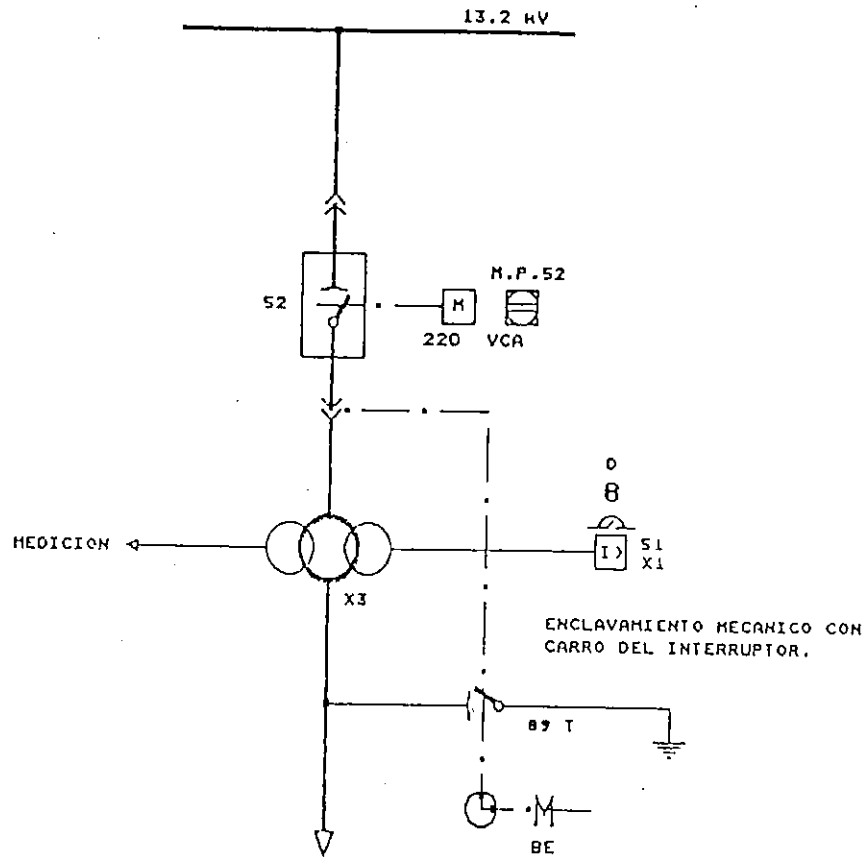 13.2 KV
M.P.52
52
M
220 VCA
D
8
MEDICION
I>
51
X1
X3
ENCLAVAMIENTO MECANICO CON
CARRO DEL INTERRUPTOR.
89 T
M
BE